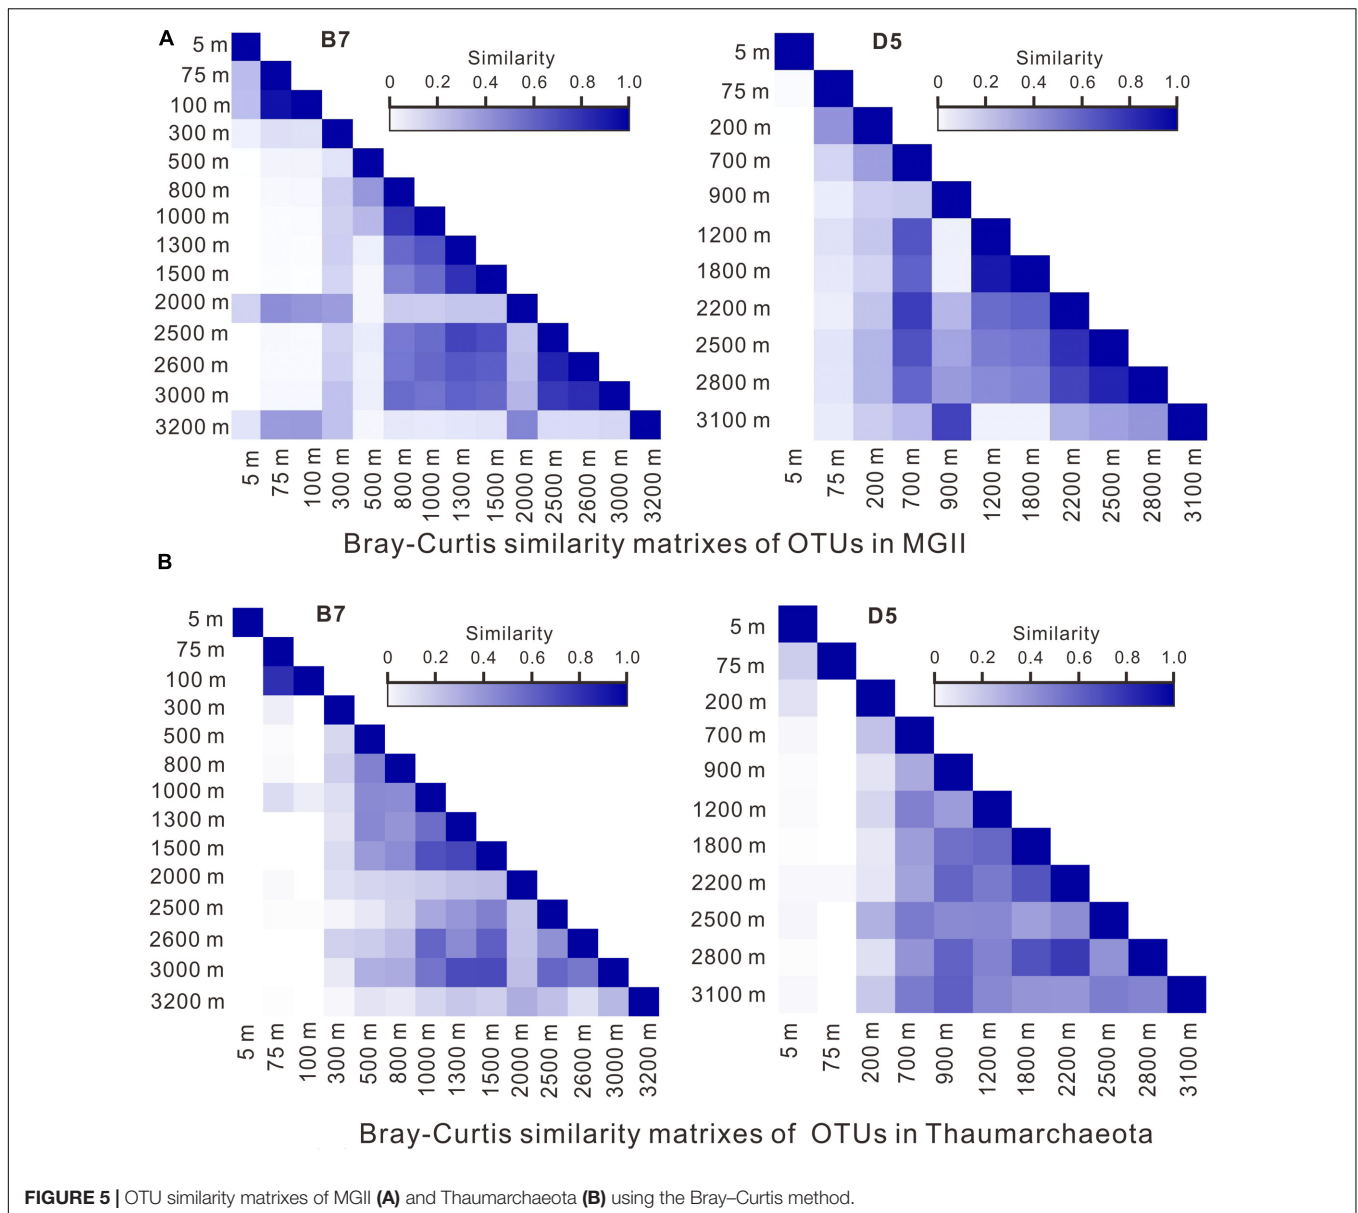 A
B7
Similarity
0 0.2 0.4 0.6 0.8 1.0
5 m
75 m
100 m
300 m
500 m
800 m
1000 m
1300 m
1500 m
2000 m
2500 m
2600 m
3000 m
3200 m
5 m 75 m 100 m 300 m 500 m 800 m 1000 m 1300 m 1500 m 2000 m 2500 m 2600 m 3000 m 3200 m
D5
Similarity
0 0.2 0.4 0.6 0.8 1.0
5 m
75 m
200 m
700 m
900 m
1200 m
1800 m
2200 m
2500 m
2800 m
3100 m
5 m 75 m 200 m 700 m 900 m 1200 m 1800 m 2200 m 2500 m 2800 m 3100 m
Bray-Curtis similarity matrixes of OTUs in MGII
B
B7
Similarity
0 0.2 0.4 0.6 0.8 1.0
5 m
75 m
100 m
300 m
500 m
800 m
1000 m
1300 m
1500 m
2000 m
2500 m
2600 m
3000 m
3200 m
5 m 75 m 100 m 300 m 500 m 800 m 1000 m 1300 m 1500 m 2000 m 2500 m 2600 m 3000 m 3200 m
D5
Similarity
0 0.2 0.4 0.6 0.8 1.0
5 m
75 m
200 m
700 m
900 m
1200 m
1800 m
2200 m
2500 m
2800 m
3100 m
5 m 75 m 200 m 700 m 900 m 1200 m 1800 m 2200 m 2500 m 2800 m 3100 m
Bray-Curtis similarity matrixes of OTUs in Thaumarchaeota
FIGURE 5 | OTU similarity matrixes of MGII (A) and Thaumarchaeota (B) using the Bray–Curtis method.